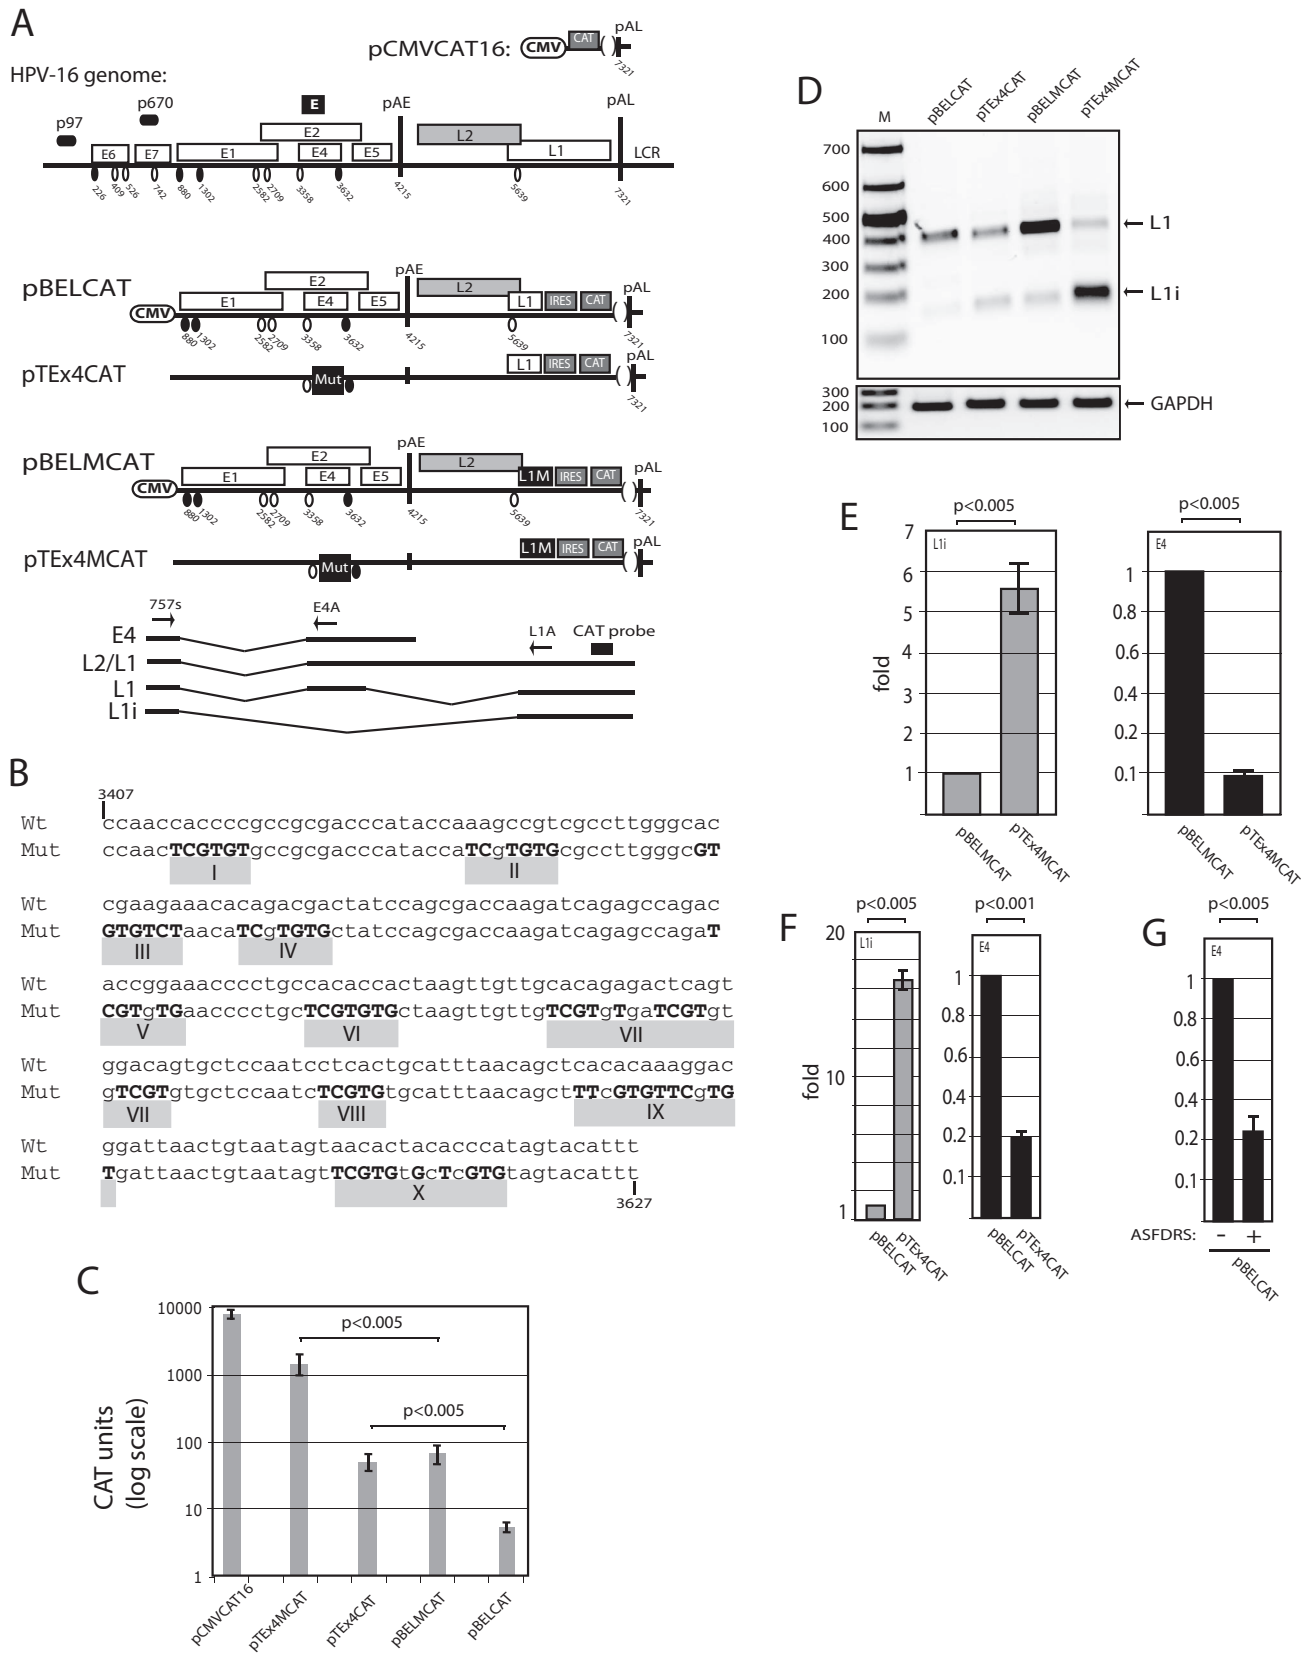 A
pCMVCAT16: CMV CAT ( ) pAL
7321
HPV-16 genome:
p97 p670 E pAE pAL
E6 E7 E1 E2 E4 E5 L2 L1 LCR
226 409 526 742 880 1302 2582 2709 3358 3632 4215 5639 7321
pBELCAT CMV E1 E2 E4 E5 pAE L2 L1 IRES CAT ( ) pAL
880 1302 2582 2709 3358 3632 4215 5639 7321
pTEx4CAT Mut L1 IRES CAT ( ) pAL
7321
pBELMCAT CMV E1 E2 E4 E5 pAE L2 L1M IRES CAT ( ) pAL
880 1302 2582 2709 3358 3632 4215 5639 7321
pTEx4MCAT Mut L1M IRES CAT ( ) pAL
7321
757s E4A L1A CAT probe
E4
L2/L1
L1
L1i
B
3407
Wt ccaaccaccccgccgcgacccataccaaagccgtcgccttgggcac
Mut ccaacTCGTGTgccgcgacccataccaTCgTGTGcgccttgggcGT
I II
Wt cgaagaaacacagacgactatccagcgaccaagatcagagccagac
Mut GTGTCTaacaTCgTGTGctatccagcgaccaagatcagagccagaT
III IV
Wt accggaaacccctgccacaccactaagttgttgcacagagactcagt
Mut CGTgTGaacccctgcTCGTGTGctaagttgttgTCGTgTgaTCGTgt
V VI VII
Wt ggacagtgctccaatcctcactgcatttaacagctcacacaaaggac
Mut gTCGTgtgctccaatcTCGTGtgcatttaacagctTTcGTGTTCgTG
VII VIII IX
Wt ggattaactgtaatagtaacactacacccatagtacattt
Mut Tgattaactgtaatagt​TCGTGtGcTcGTGtagtacattt
X
3627
C
CAT units
(log scale)
10000
1000
100
10
1
p<0.005
p<0.005
pCMVCAT16 pTEx4MCAT pTEx4CAT pBELMCAT pBELCAT
D
M pBELCAT pTEx4CAT pBELMCAT pTEx4MCAT
700
600
500
400
300
200
100
L1
L1i
300
200
100
GAPDH
E
p<0.005
L1i
fold
7
6
5
4
3
2
1
pBELMCAT pTEx4MCAT
p<0.005
E4
1
0.8
0.6
0.4
0.2
0.1
pBELMCAT pTEx4MCAT
F
p<0.005
L1i
fold
20
10
1
pBELCAT pTEx4CAT
p<0.001
E4
1
0.8
0.6
0.4
0.2
0.1
pBELCAT pTEx4CAT
G
p<0.005
E4
1
0.8
0.6
0.4
0.2
0.1
ASFDRS: - +
pBELCAT